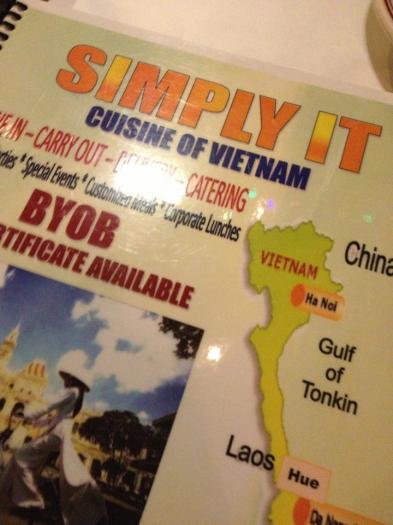 SIMPLY IT
CUISINE OF VIETNAM
– CARRY OUT – DELIVERY – CATERING
*Special Events *Customized Meals *Corporate Lunches
BYOB
AVAILABLE
VIETNAM
China
Ha Noi
Gulf
of
Tonkin
Laos
Hue